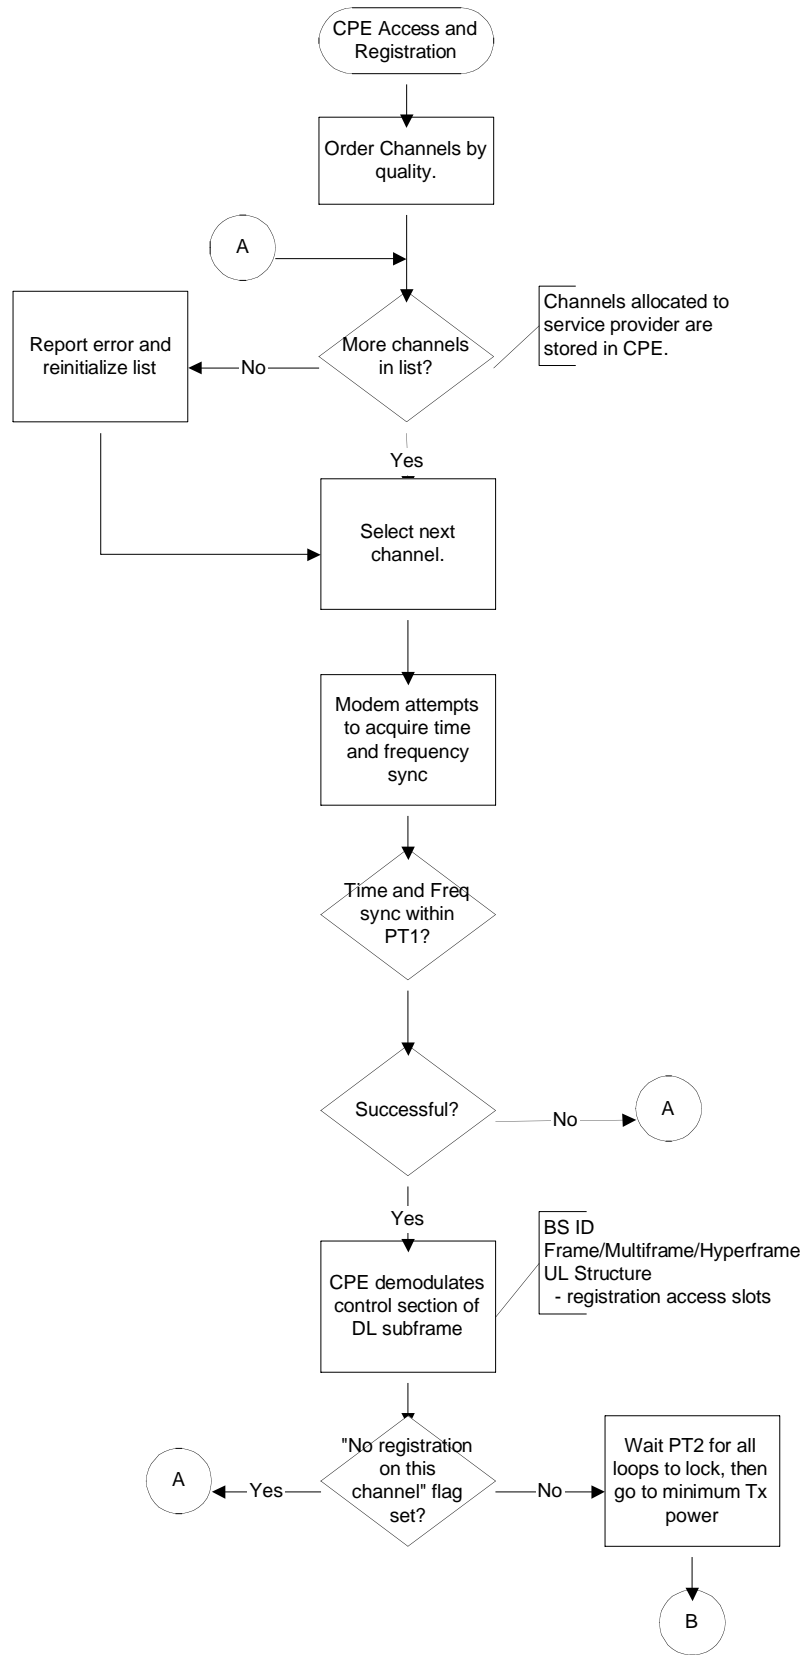 CPE Access and
Registration
Order Channels by
quality.
A
More channels
in list?
Channels allocated to
service provider are
stored in CPE.
Report error and
reinitialize list
No
Yes
Select next
channel.
Modem attempts
to acquire time
and frequency
sync
Time and Freq
sync within
PT1?
Successful?
No
A
Yes
CPE demodulates
control section of
DL subframe
BS ID
Frame/Multiframe/Hyperframe
UL Structure
- registration access slots
"No registration
on this
channel" flag
set?
Yes
A
No
Wait PT2 for all
loops to lock, then
go to minimum Tx
power
B